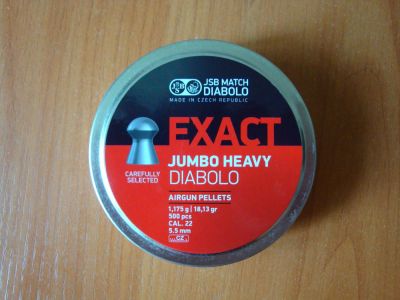 JSB
JSB MATCH
DIABOLO
MADE IN CZECH REPUBLIC
EXACT
JUMBO HEAVY
DIABOLO
CAREFULLY
SELECTED
AIRGUN PELLETS
1,175 g | 18,13 gr
500 pcs
CAL. 22
5.5 mm